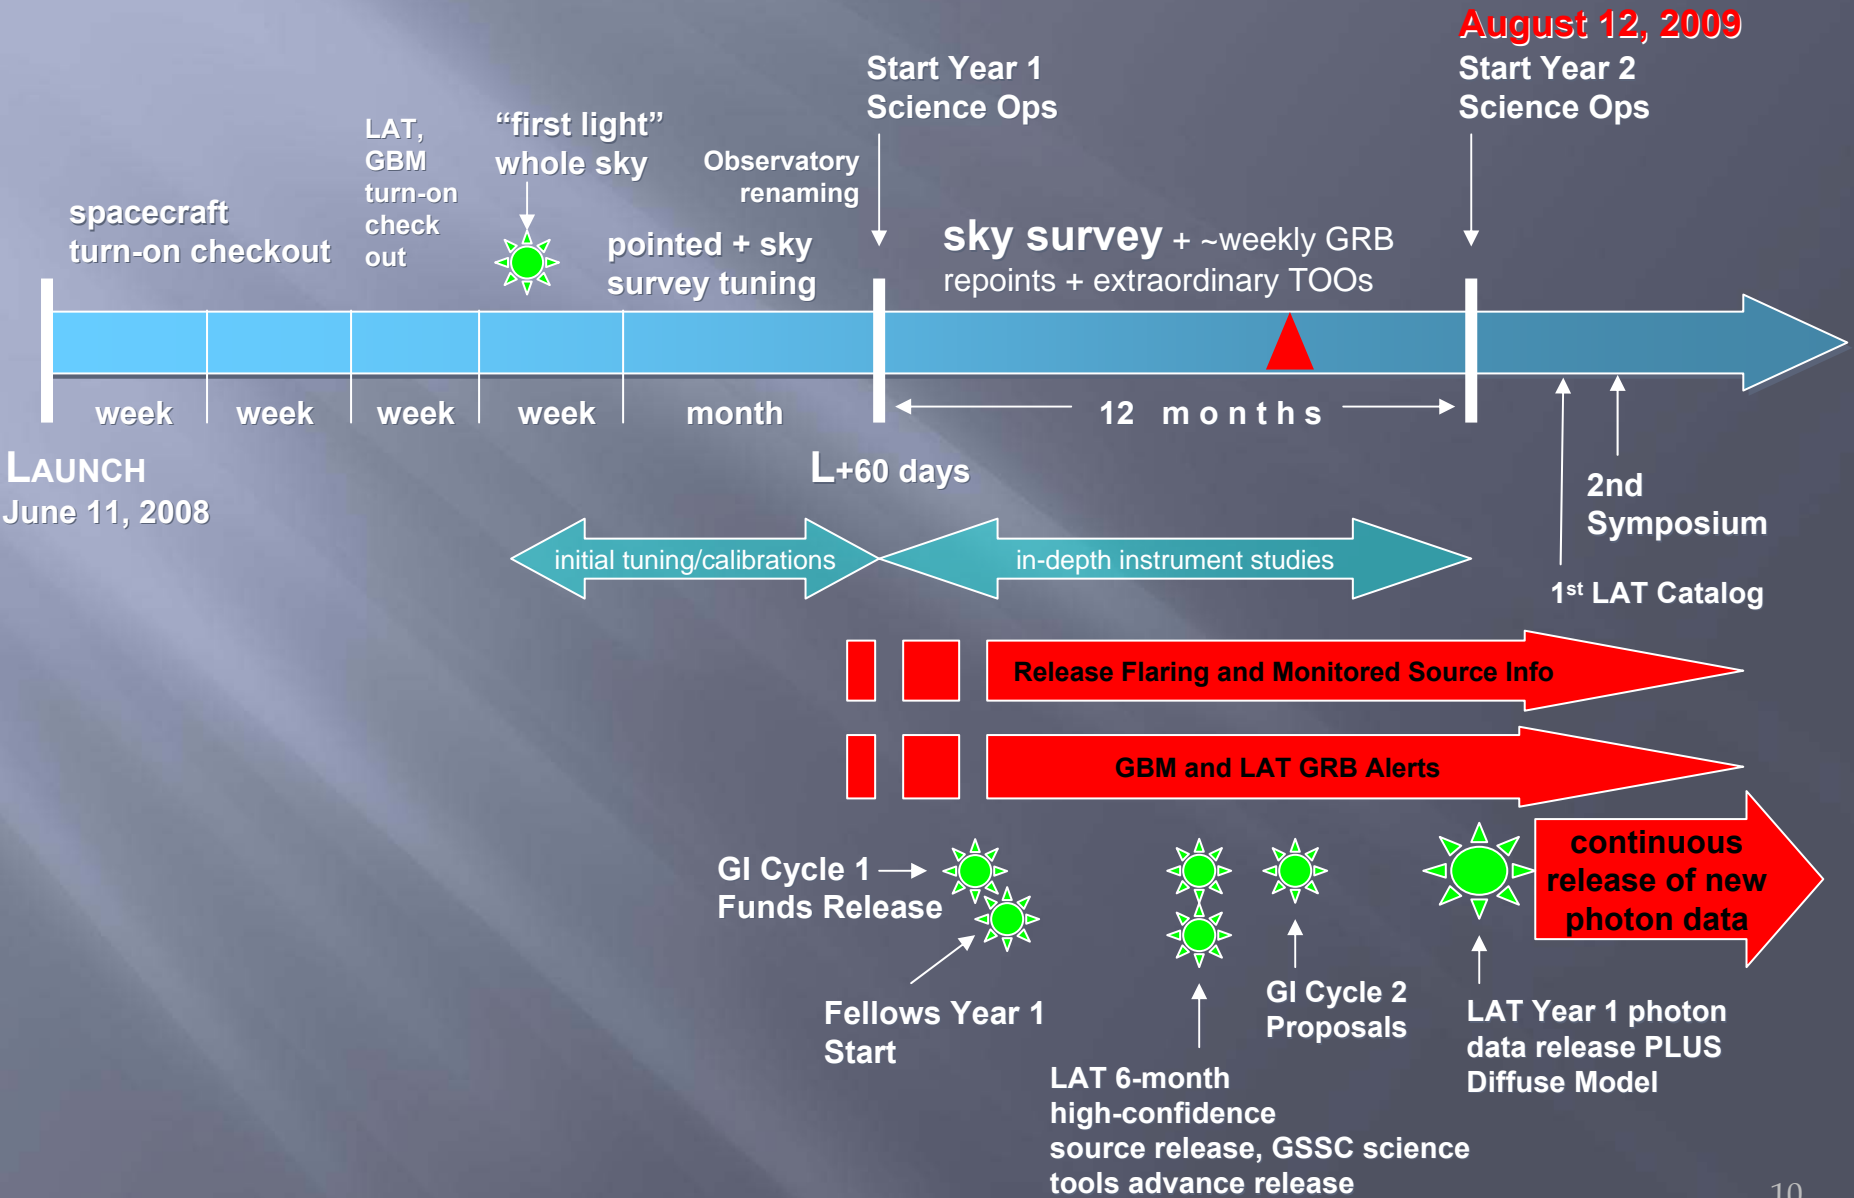 August 12, 2009
Start Year 1
Science Ops
Start Year 2
Science Ops
LAT,
GBM
turn-on
check
out
“first light”
whole sky
Observatory
renaming
spacecraft
turn-on checkout
pointed + sky
survey tuning
sky survey + ~weekly GRB
repoints + extraordinary TOOs
week
week
week
week
month
12 months
LAUNCH
June 11, 2008
L+60 days
2nd
Symposium
1st LAT Catalog
initial tuning/calibrations
in-depth instrument studies
Release Flaring and Monitored Source Info
GBM and LAT GRB Alerts
continuous
release of new
photon data
GI Cycle 1
Funds Release
Fellows Year 1
Start
LAT 6-month
high-confidence
source release, GSSC science
tools advance release
GI Cycle 2
Proposals
LAT Year 1 photon
data release PLUS
Diffuse Model
10